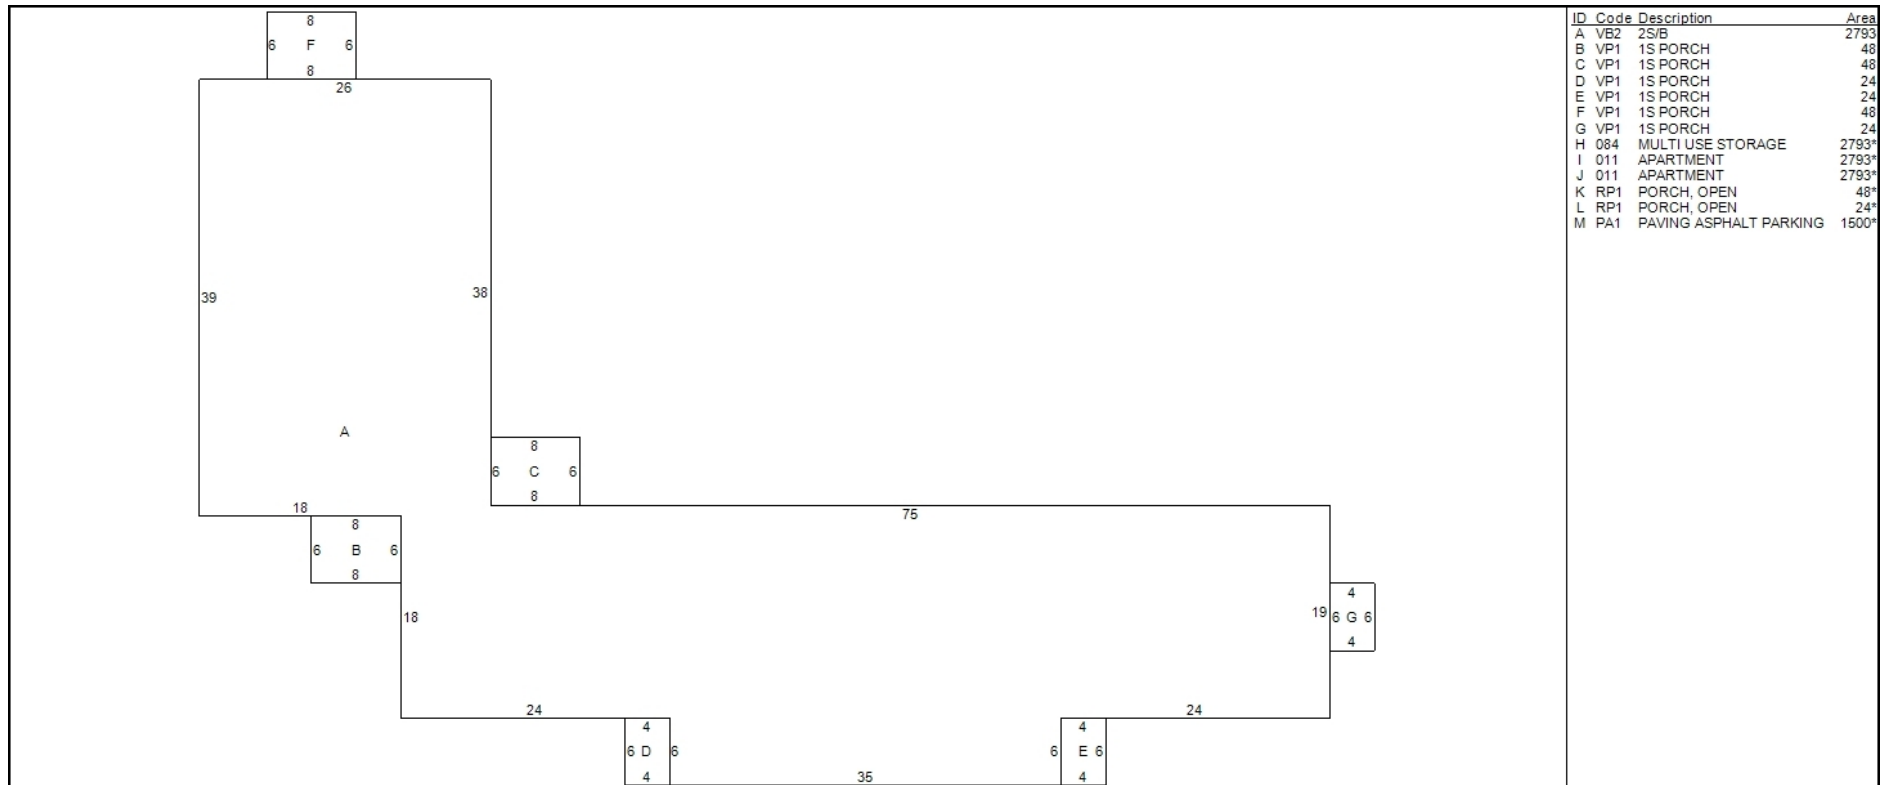 8
6 F 6
8
26
39
38
A
8
6 C 6
8
18
75
8
6 B 6
8
18
4
19 6 G 6
4
24
24
4
6 D 6
4
4
6 E 6
4
35
ID Code Description Area
A VB2 2S/B 2793
B VP1 1S PORCH 48
C VP1 1S PORCH 48
D VP1 1S PORCH 24
E VP1 1S PORCH 24
F VP1 1S PORCH 48
G VP1 1S PORCH 24
H 084 MULTI USE STORAGE 2793*
I 011 APARTMENT 2793*
J 011 APARTMENT 2793*
K RP1 PORCH, OPEN 48*
L RP1 PORCH, OPEN 24*
M PA1 PAVING ASPHALT PARKING 1500*